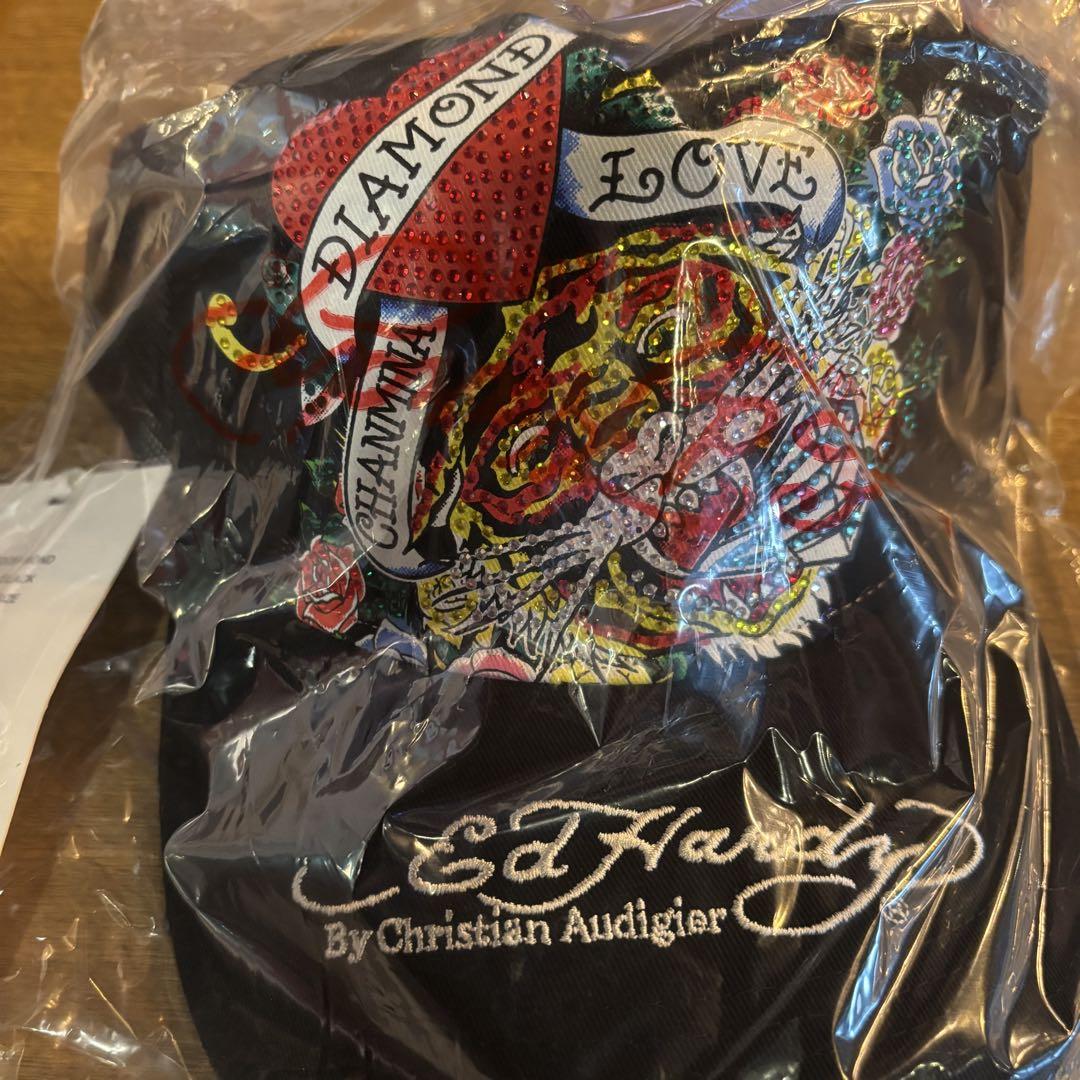 DIAMOND
LOVE
CHANMINA
Ed Hardy
By Christian Audigier